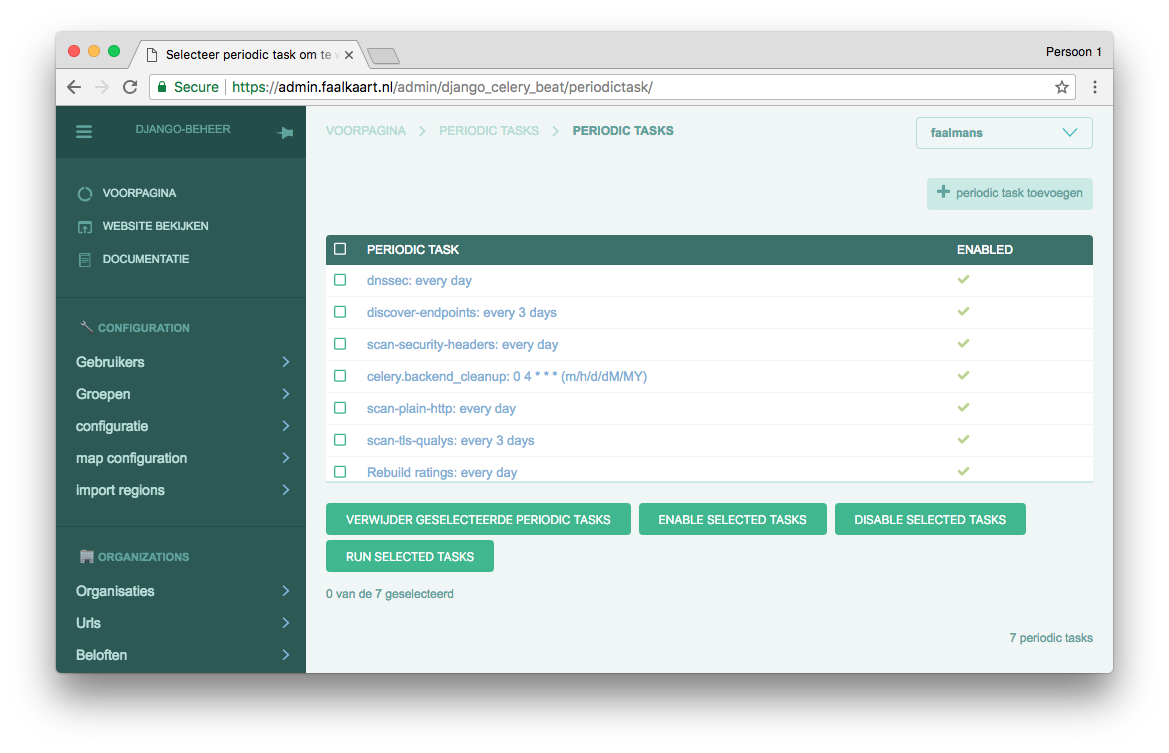 Selecteer periodic task om te w
Persoon 1
Secure
https://admin.faalkaart.nl/admin/django_celery_beat/periodictask/
DJANGO-BEHEER
VOORPAGINA
WEBSITE BEKIJKEN
DOCUMENTATIE
CONFIGURATION
Gebruikers
Groepen
configuratie
map configuration
import regions
ORGANIZATIONS
Organisaties
Urls
Beloften
VOORPAGINA
PERIODIC TASKS
PERIODIC TASKS
faalmans
periodic task toevoegen
PERIODIC TASK
ENABLED
dnssec: every day
discover-endpoints: every 3 days
scan-security-headers: every day
celery.backend_cleanup: 0 4 * * * (m/h/d/dM/MY)
scan-plain-http: every day
scan-tls-qualys: every 3 days
Rebuild ratings: every day
VERWIJDER GESELECTEERDE PERIODIC TASKS
ENABLE SELECTED TASKS
DISABLE SELECTED TASKS
RUN SELECTED TASKS
0 van de 7 geselecteerd
7 periodic tasks